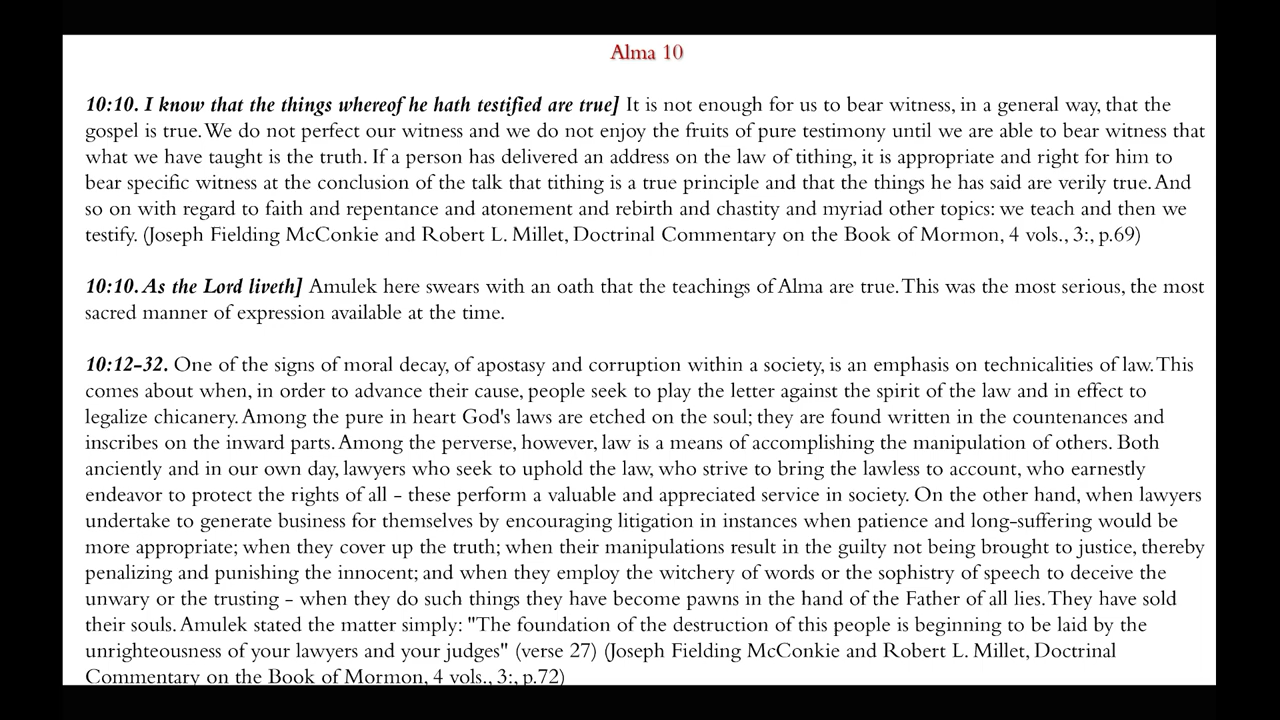 Alma 10
10:10. I know that the things whereof he hath testified are true] It is not enough for us to bear witness, in a general way, that the
gospel is true. We do not perfect our witness and we do not enjoy the fruits of pure testimony until we are able to bear witness that
what we have taught is the truth. If a person has delivered an address on the law of tithing, it is appropriate and right for him to
bear specific witness at the conclusion of the talk that tithing is a true principle and that the things he has said are verily true. And
so on with regard to faith and repentance and atonement and rebirth and chastity and myriad other topics: we teach and then we
testify. (Joseph Fielding McConkie and Robert L. Millet, Doctrinal Commentary on the Book of Mormon, 4 vols., 3:, p.69)
10:10. As the Lord liveth] Amulek here swears with an oath that the teachings of Alma are true. This was the most serious, the most
sacred manner of expression available at the time.
10:12-32. One of the signs of moral decay, of apostasy and corruption within a society, is an emphasis on technicalities of law. This
comes about when, in order to advance their cause, people seek to play the letter against the spirit of the law and in effect to
legalize chicanery. Among the pure in heart God's laws are etched on the soul; they are found written in the countenances and
inscribes on the inward parts. Among the perverse, however, law is a means of accomplishing the manipulation of others. Both
anciently and in our own day, lawyers who seek to uphold the law, who strive to bring the lawless to account, who earnestly
endeavor to protect the rights of all - these perform a valuable and appreciated service in society. On the other hand, when lawyers
undertake to generate business for themselves by encouraging litigation in instances when patience and long-suffering would be
more appropriate; when they cover up the truth; when their manipulations result in the guilty not being brought to justice, thereby
penalizing and punishing the innocent; and when they employ the witchery of words or the sophistry of speech to deceive the
unwary or the trusting - when they do such things they have become pawns in the hand of the Father of all lies. They have sold
their souls. Amulek stated the matter simply: "The foundation of the destruction of this people is beginning to be laid by the
unrighteousness of your lawyers and your judges" (verse 27) (Joseph Fielding McConkie and Robert L. Millet, Doctrinal
Commentary on the Book of Mormon, 4 vols., 3:, p.72)